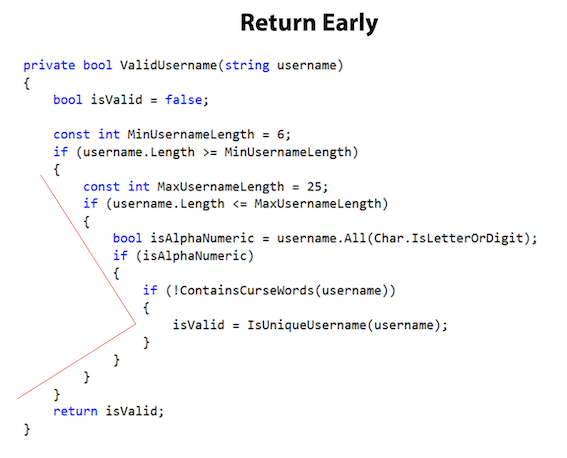 Return Early
private bool ValidUsername(string username)
{
    bool isValid = false;

    const int MinUsernameLength = 6;
    if (username.Length >= MinUsernameLength)
    {
        const int MaxUsernameLength = 25;
        if (username.Length <= MaxUsernameLength)
        {
            bool isAlphaNumeric = username.All(Char.IsLetterOrDigit);
            if (isAlphaNumeric)
            {
                if (!ContainsCurseWords(username))
                {
                    isValid = IsUniqueUsername(username);
                }
            }
        }
    }
    return isValid;
}